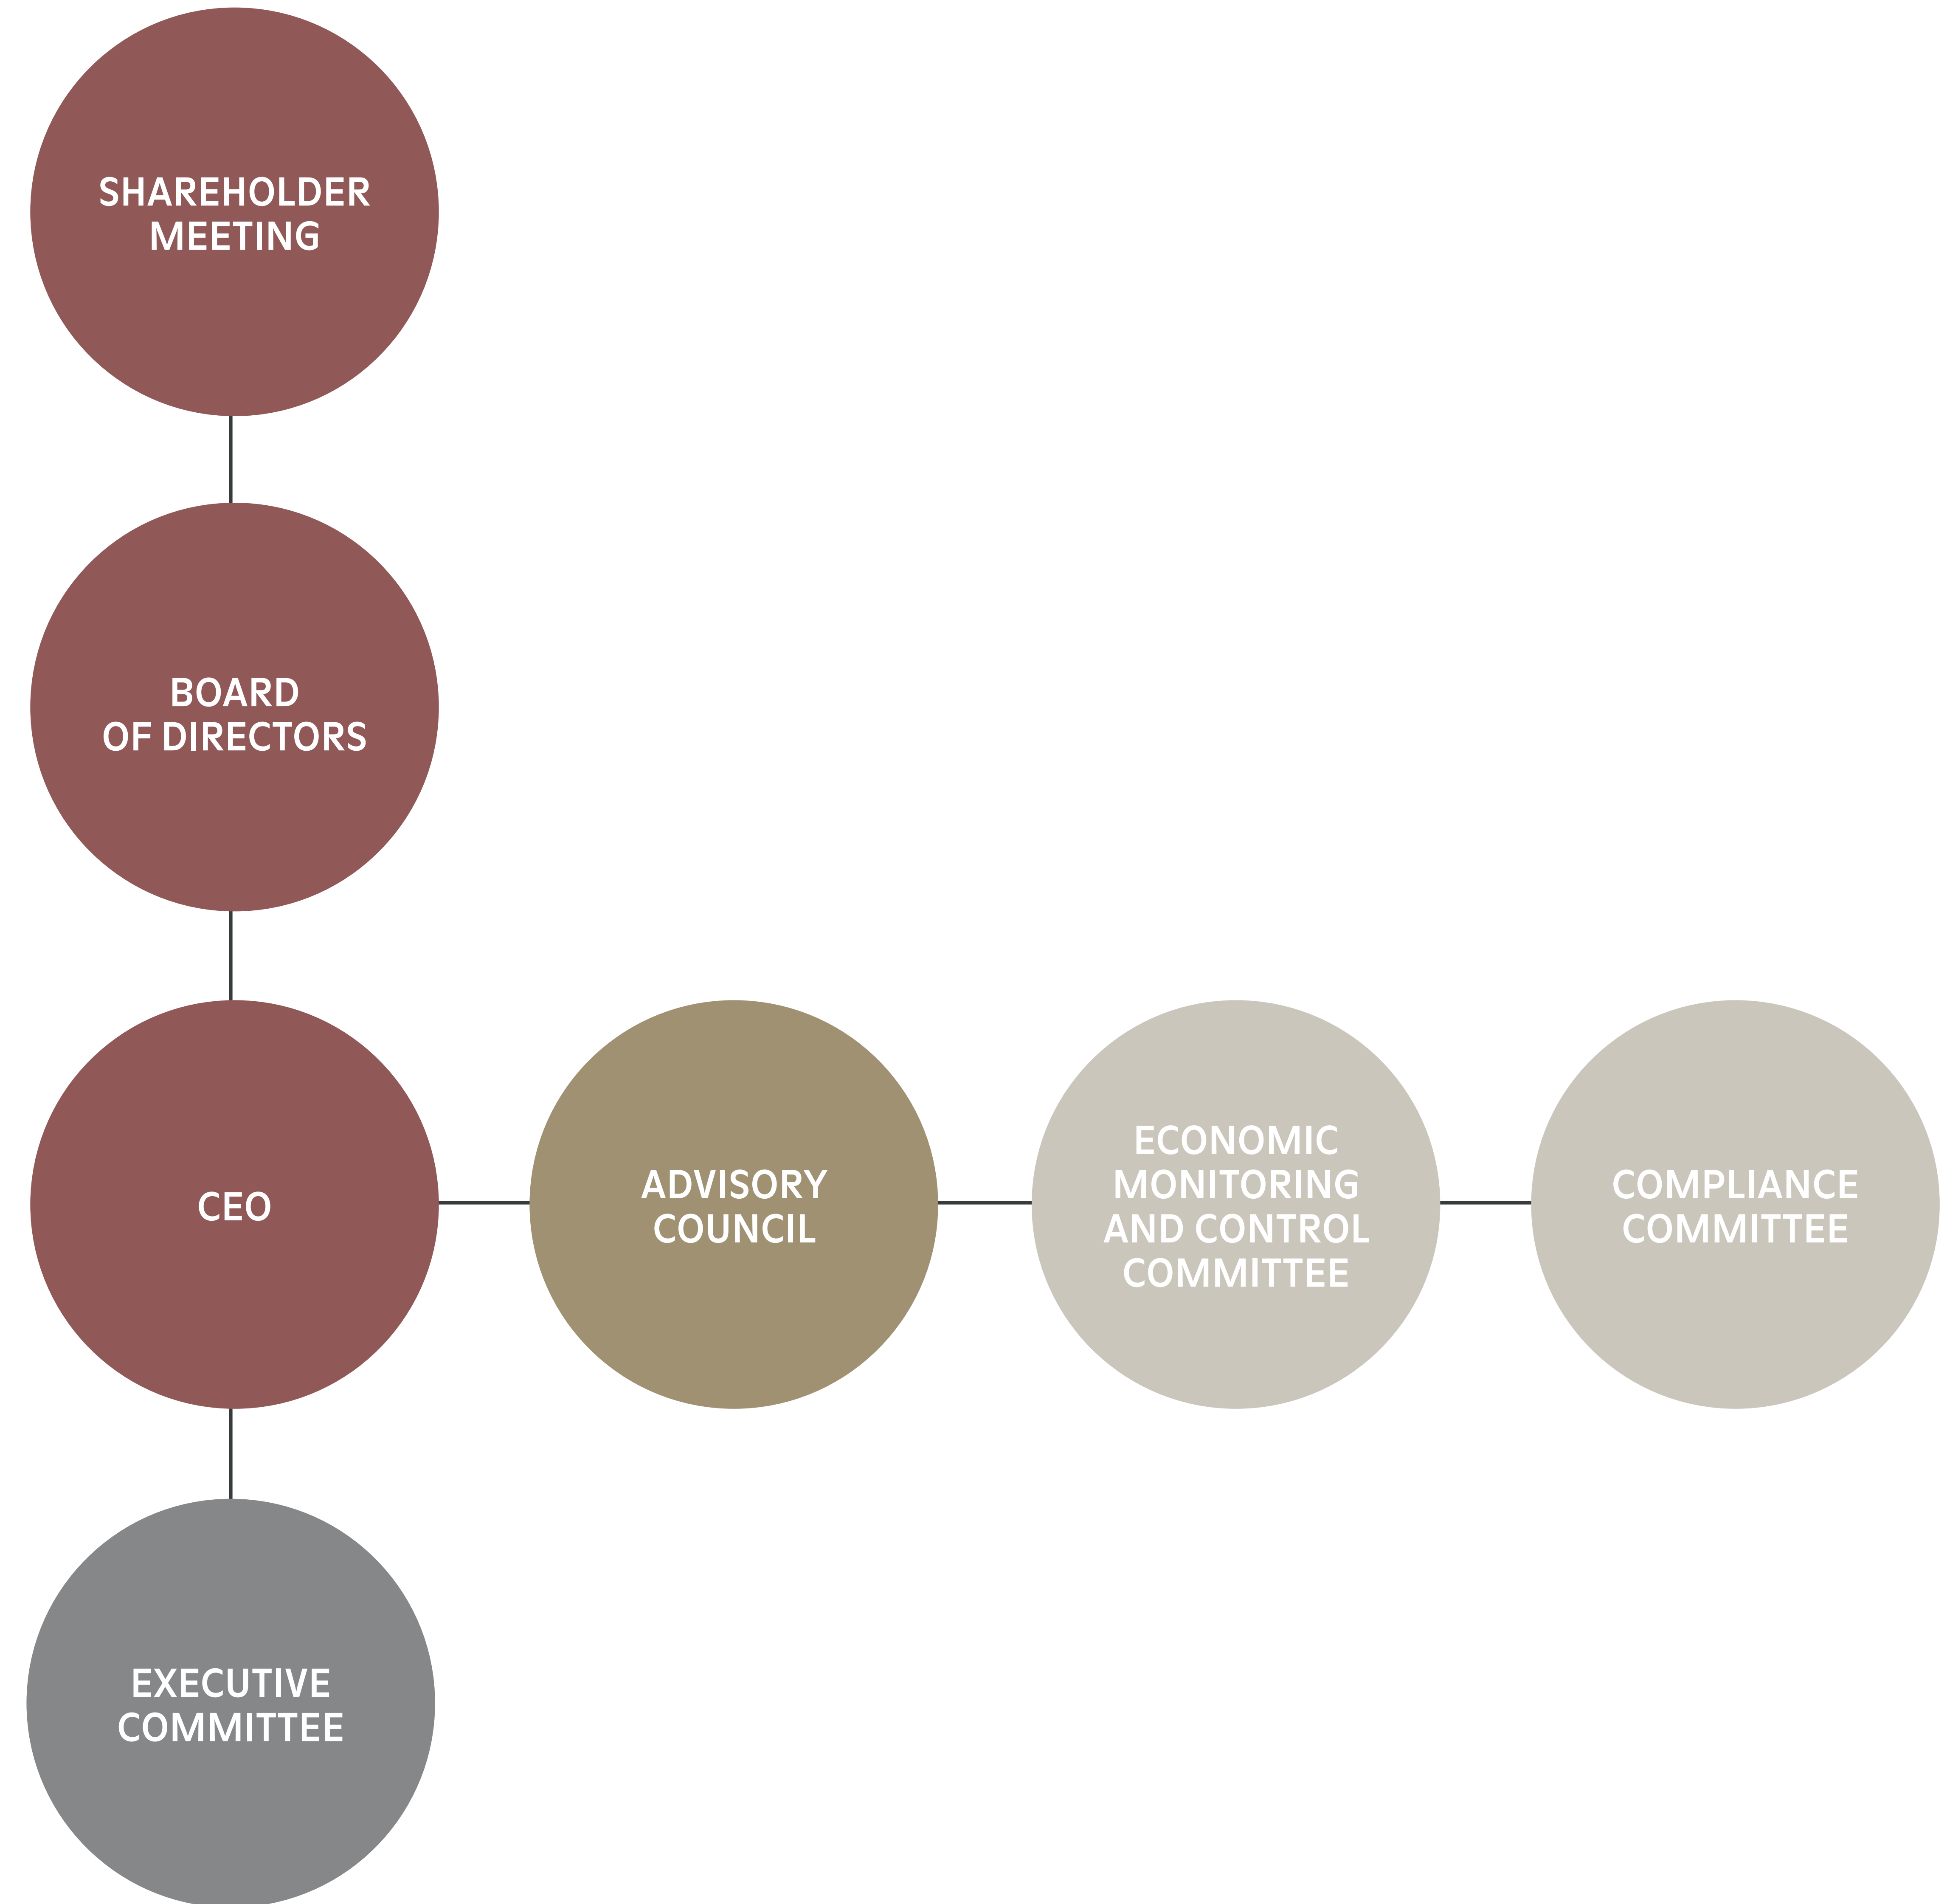 SHAREHOLDER
MEETING
BOARD
OF DIRECTORS
CEO
ADVISORY
COUNCIL
ECONOMIC
MONITORING
AND CONTROL
COMMITTEE
COMPLIANCE
COMMITTEE
EXECUTIVE
COMMITTEE